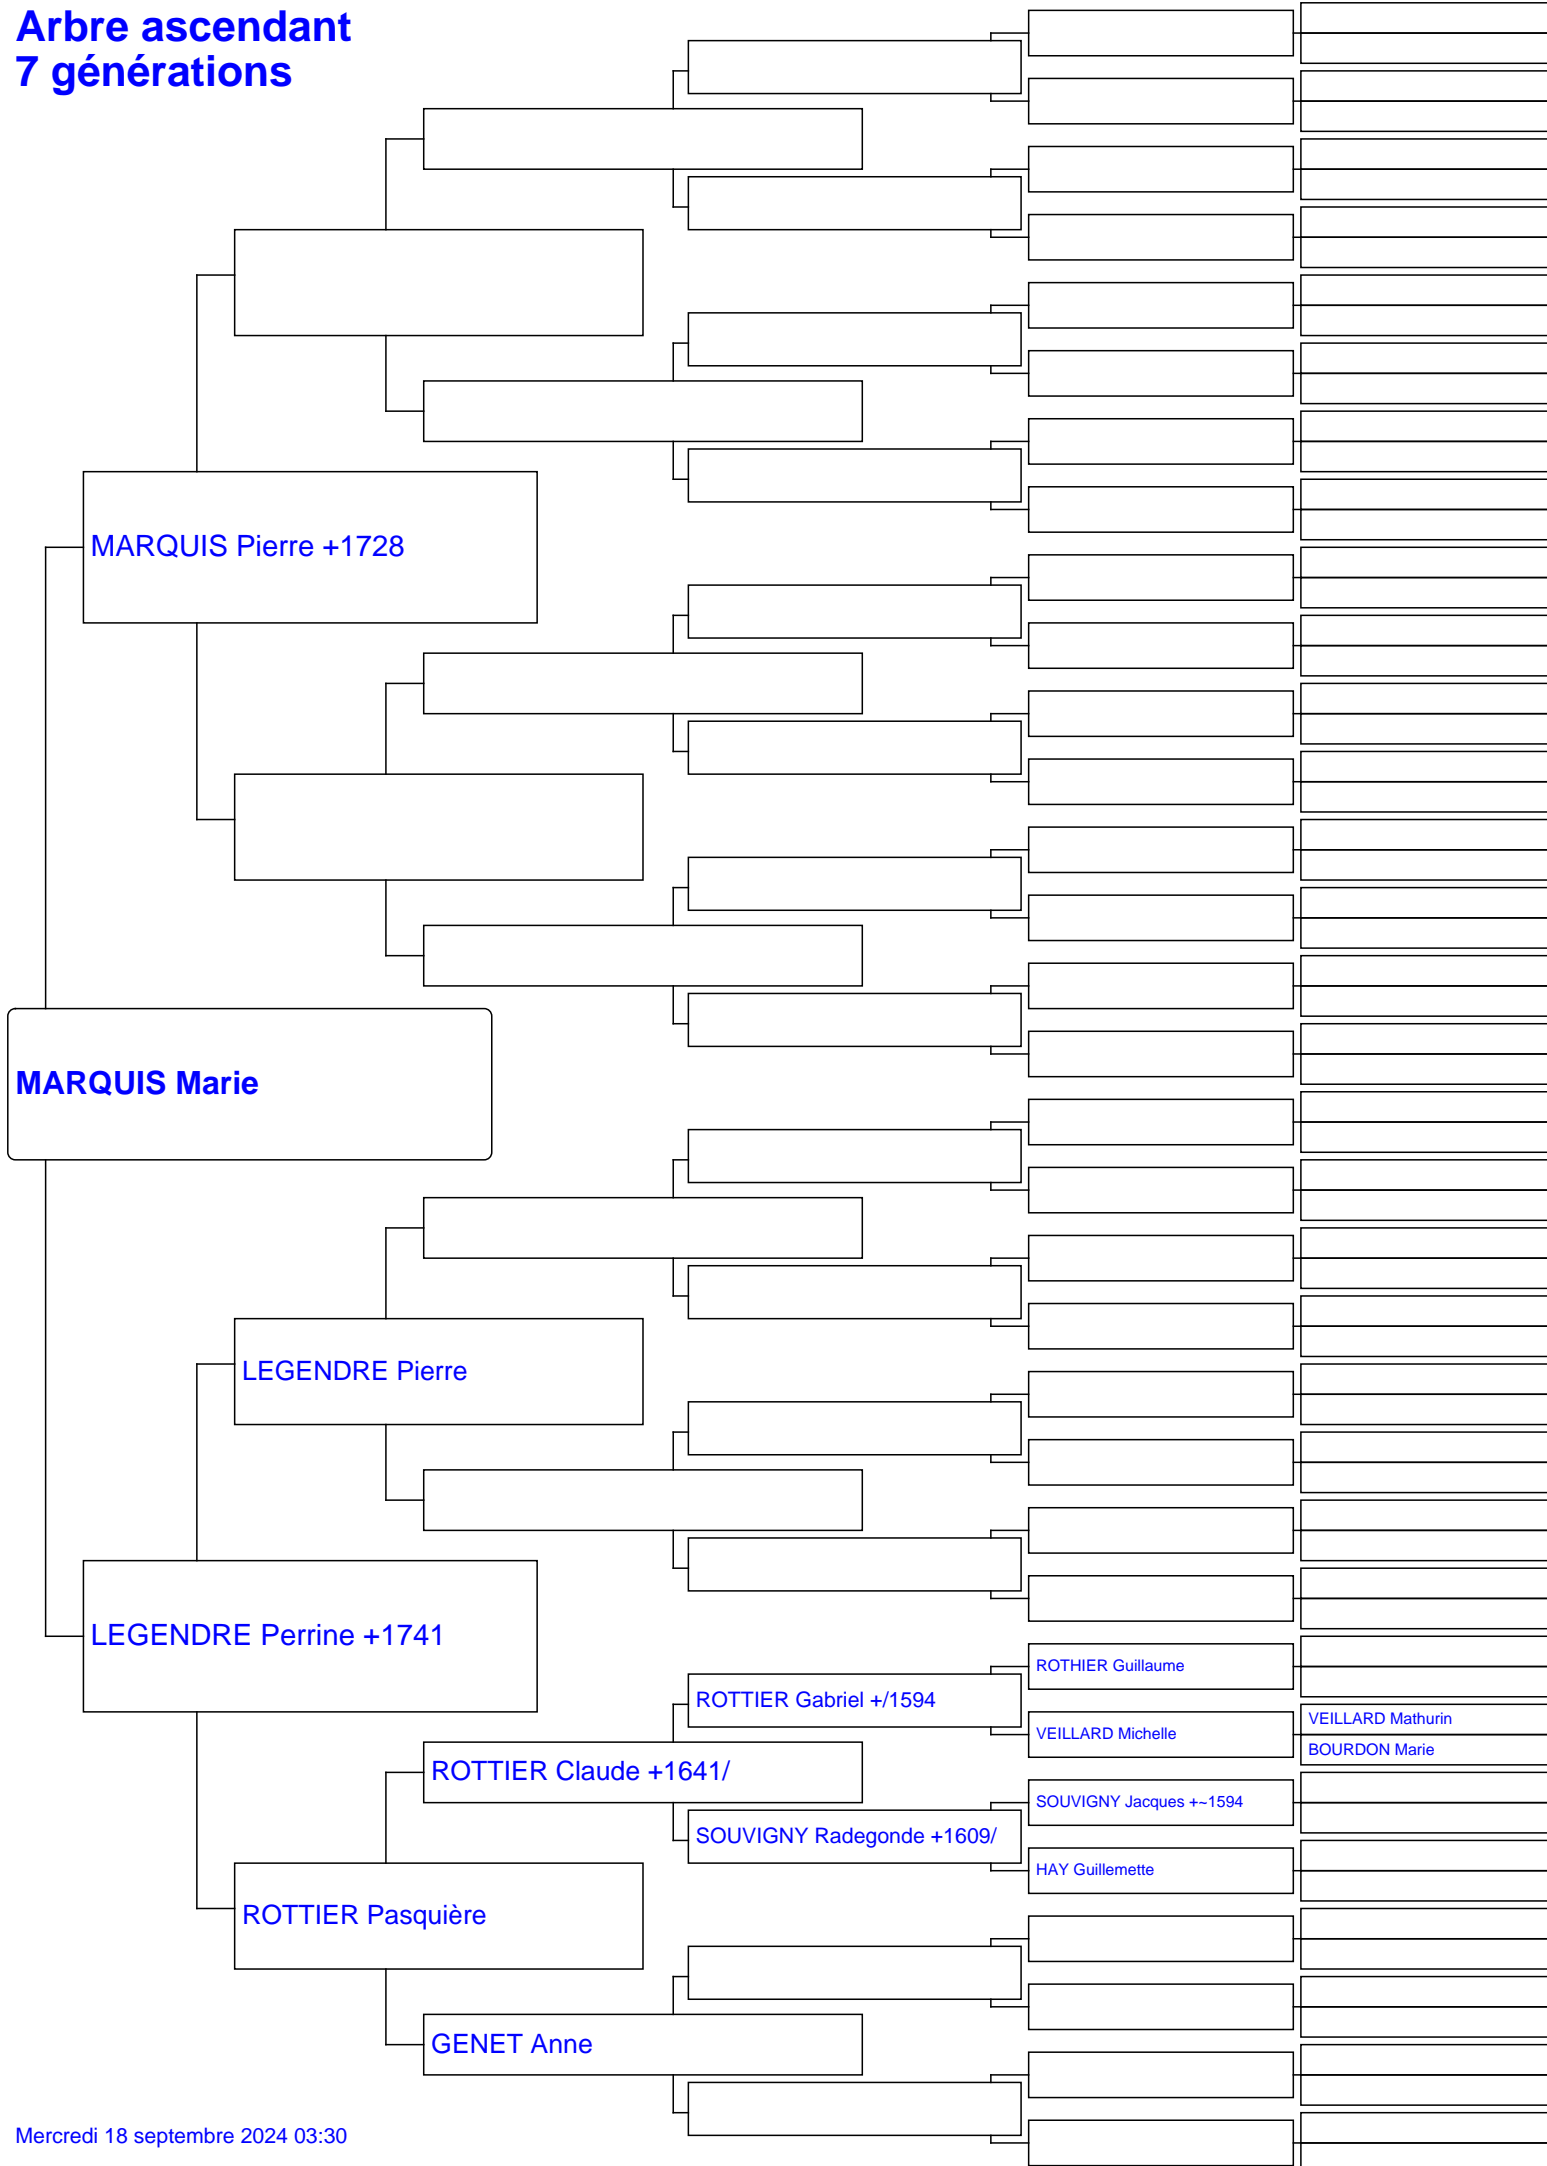 Arbre ascendant
7 générations
MARQUIS Pierre +1728
MARQUIS Marie
LEGENDRE Pierre
LEGENDRE Perrine +1741
ROTHIER Guillaume
ROTTIER Gabriel +/1594
VEILLARD Mathurin
VEILLARD Michelle
BOURDON Marie
ROTTIER Claude +1641/
SOUVIGNY Jacques +~1594
SOUVIGNY Radegonde +1609/
HAY Guillemette
ROTTIER Pasquière
GENET Anne
Mercredi 18 septembre 2024 03:30